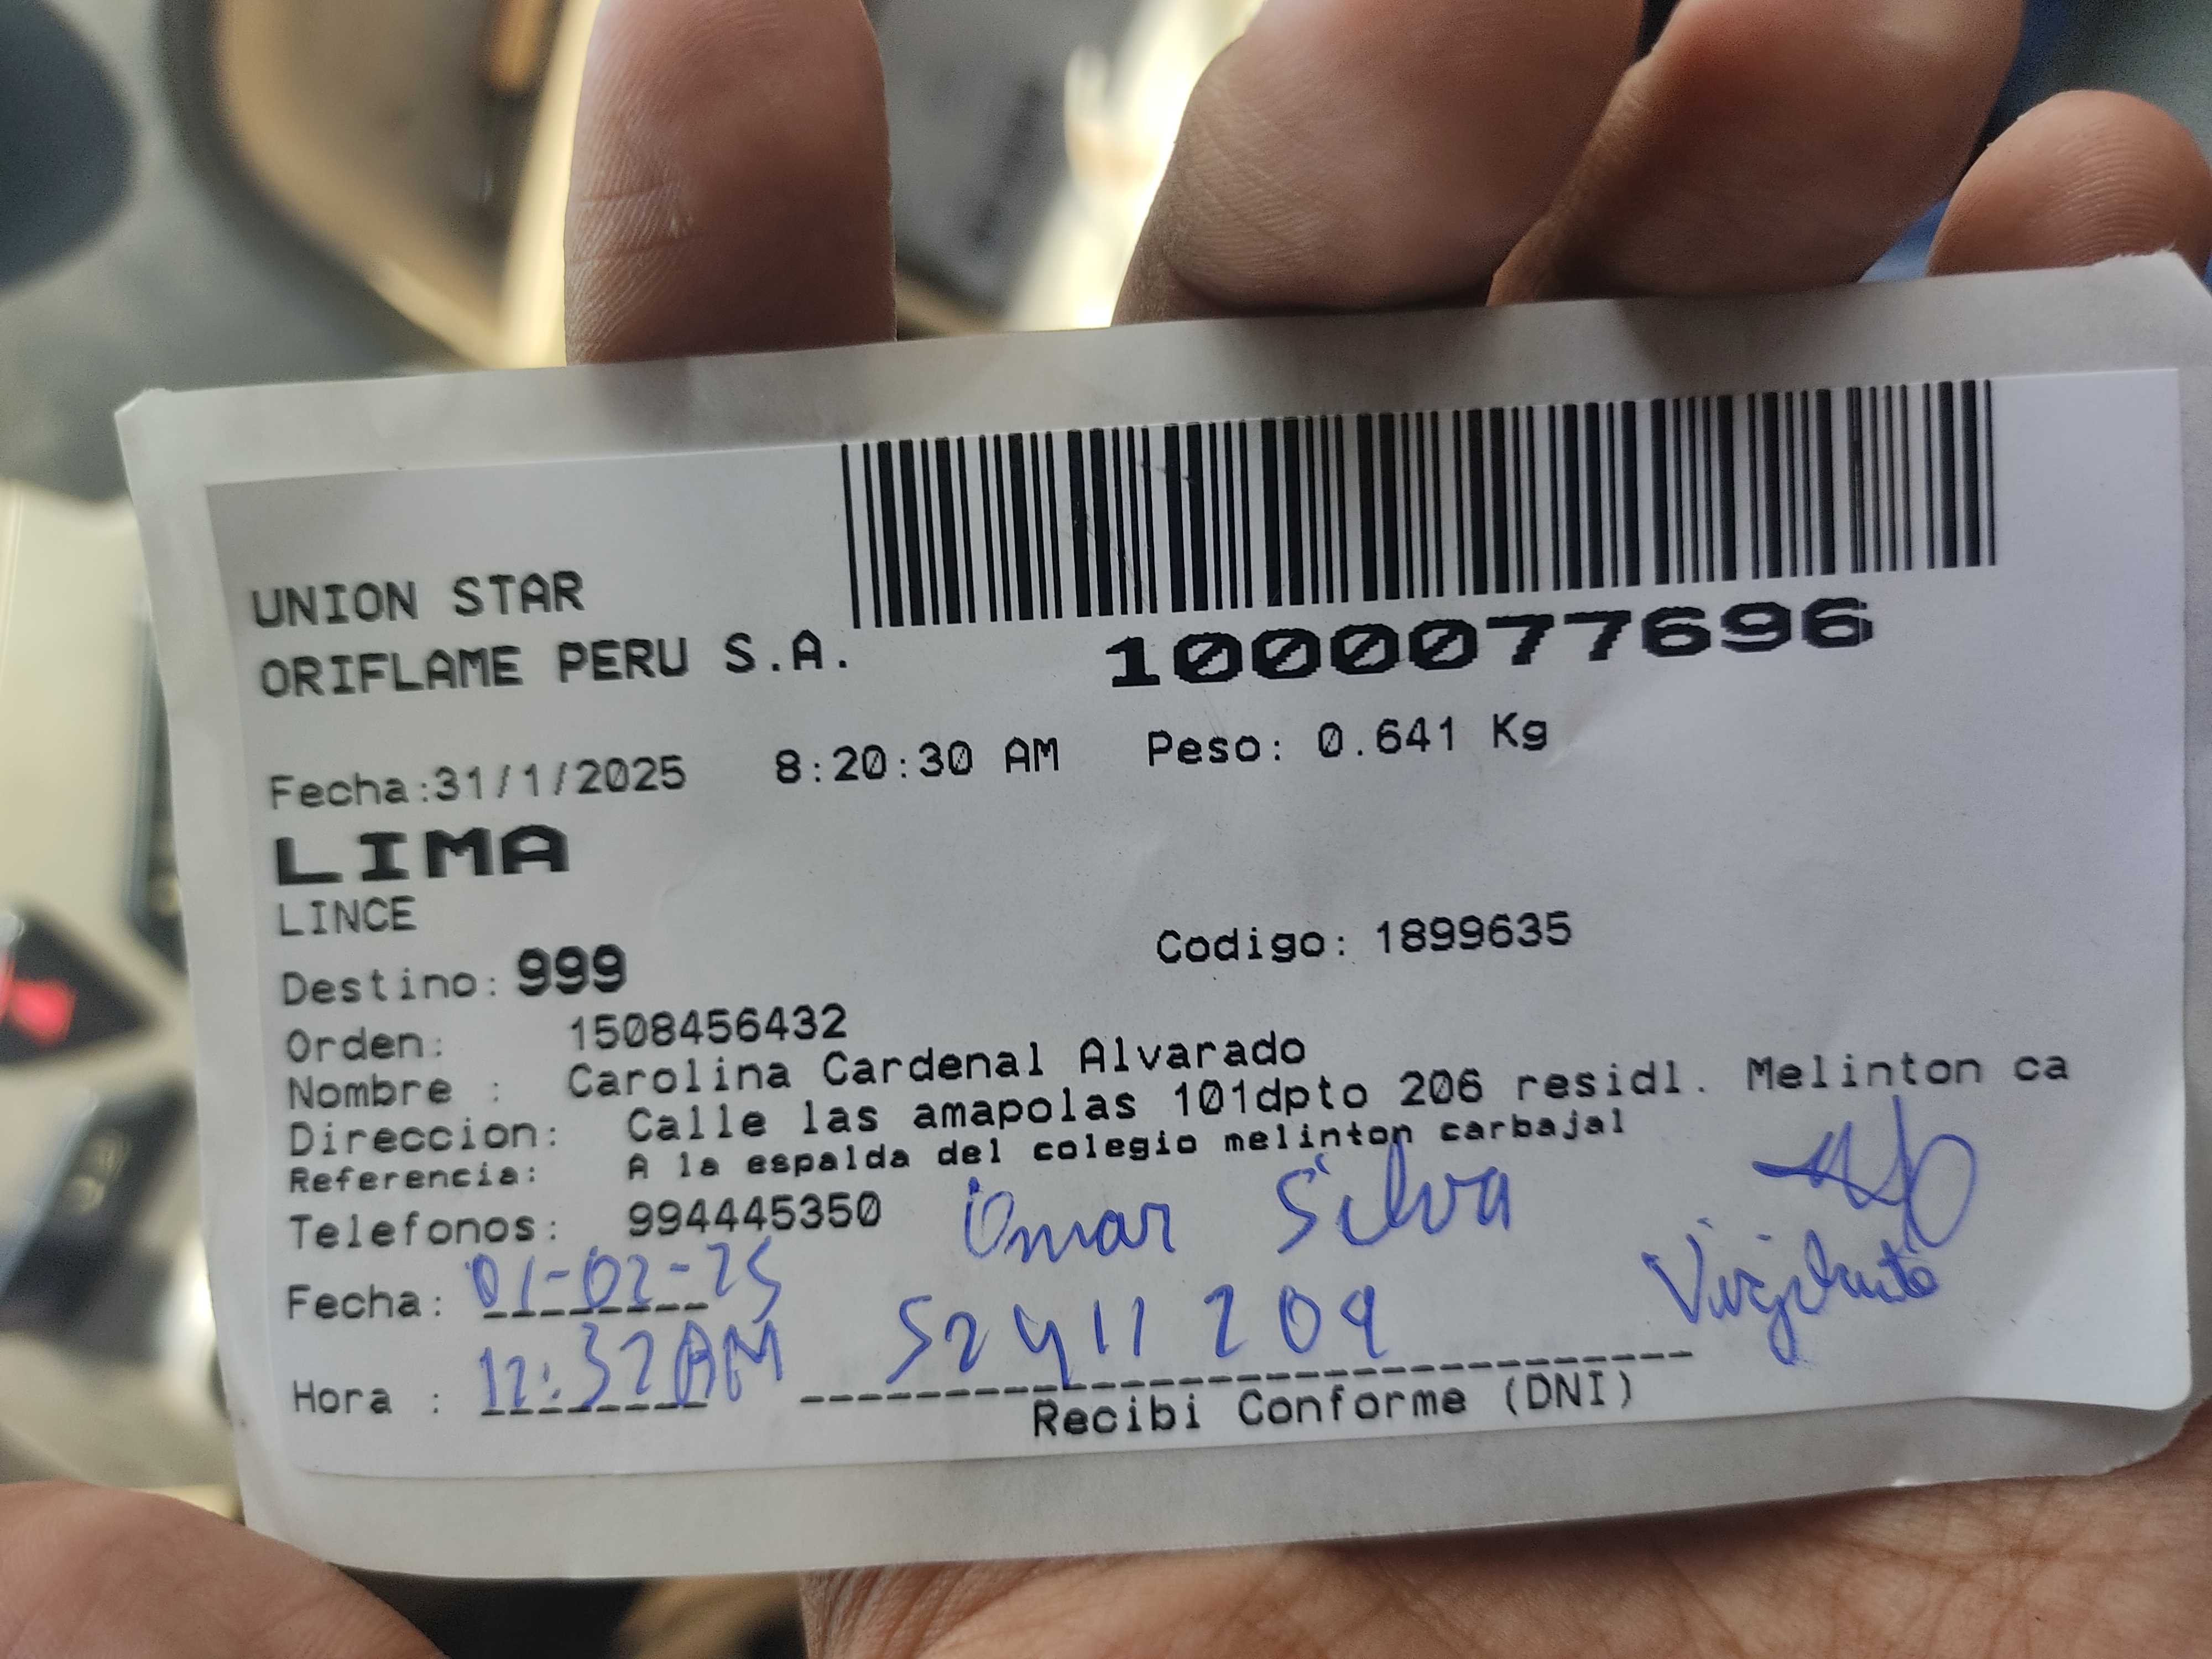 UNION STAR
ORIFLAME PERU S.A.
1000077696
Fecha:31/1/2025 8:20:30 AM Peso: 0.641 Kg
LIMA
LINCE
Destino: 999 Codigo: 1899635
Orden: 1508456432
Nombre : Carolina Cardenal Alvarado
Direccion: Calle las amapolas 101dpto 206 residl. Melinton ca
Referencia: A la espalda del colegio melinton carbajal
Telefonos: 994445350 Omar Silva
Fecha: 01-02-25 Vigilante
Hora : 12:32 AM
Recibi Conforme (DNI)